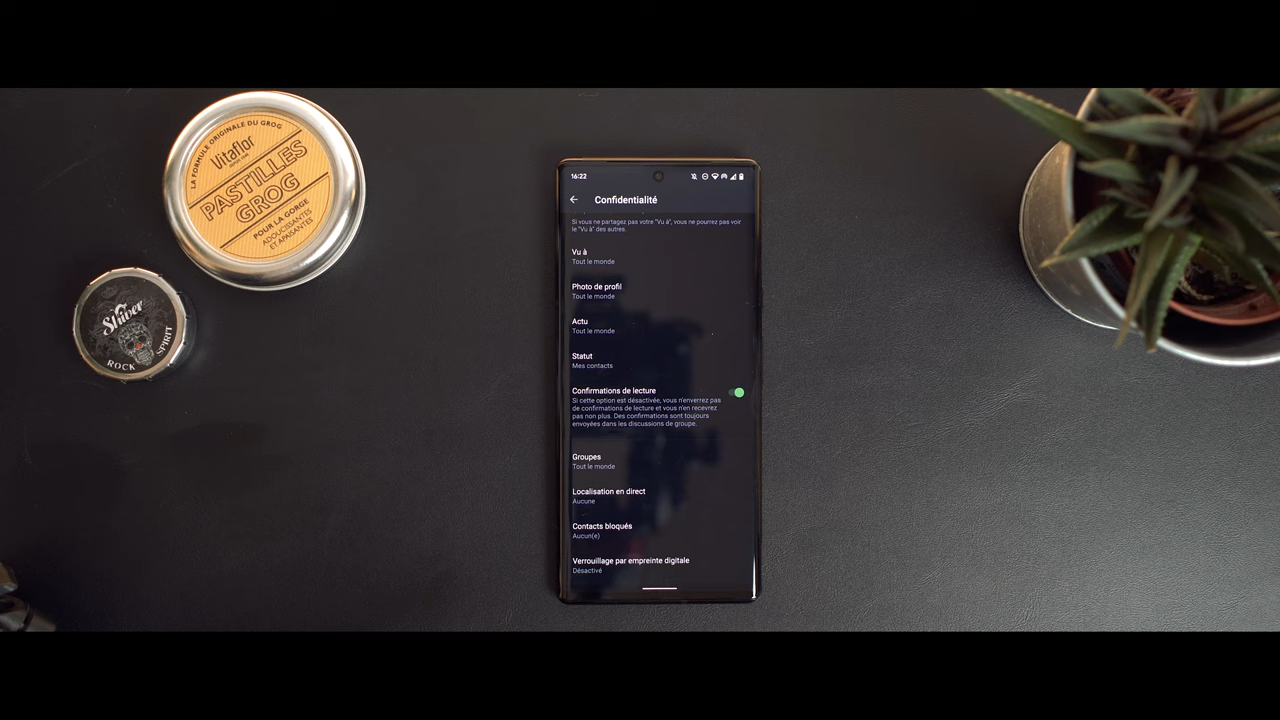 LA FORMULE ORIGINALE DU GROG
Vitaflor
PASTILLES
GROG
POUR LA GORGE
ADOUCISSANTES
ET APAISANTES
Shiver
ROCK SPIRIT
16:22
Confidentialité
Si vous ne partagez pas votre "Vu à", vous ne pourrez pas voir
le "Vu à" des autres.
Vu à
Tout le monde
Photo de profil
Tout le monde
Actu
Tout le monde
Statut
Mes contacts
Confirmations de lecture
Si cette option est désactivée, vous n'enverrez pas
de confirmations de lecture et vous n'en recevrez
pas non plus. Des confirmations sont toujours
envoyées dans les discussions de groupe.
Groupes
Tout le monde
Localisation en direct
Aucune
Contacts bloqués
Aucun(e)
Verrouillage par empreinte digitale
Désactivé